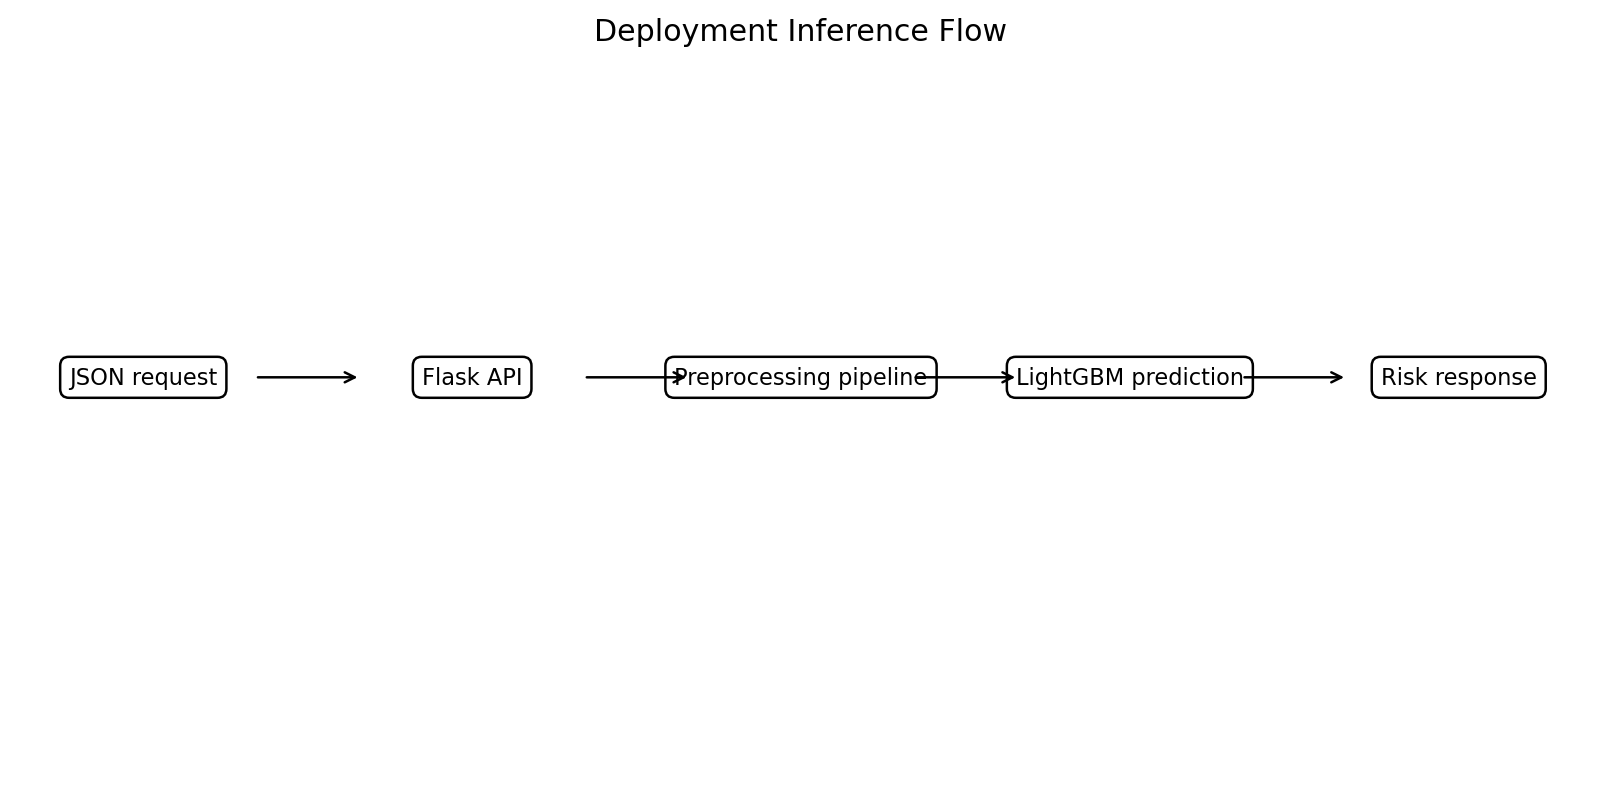 Deployment Inference Flow
JSON request
Flask API
Preprocessing pipeline
LightGBM prediction
Risk response